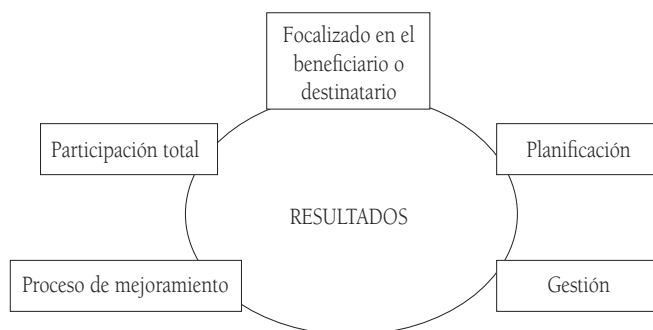 Focalizado en el
beneficiario o
destinatario
Participación total
Planificación
RESULTADOS
Proceso de mejoramiento
Gestión